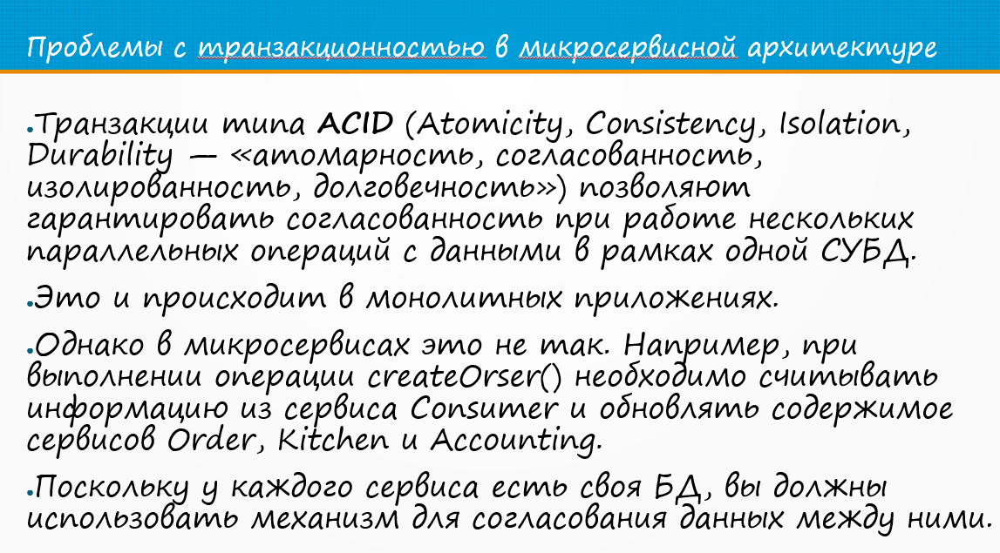 Проблемы с транзакционностью в микросервисной архитектуре
•Транзакции типа ACID (Atomicity, Consistency, Isolation,
Durability — «атомарность, согласованность,
изолированность, долговечность») позволяют
гарантировать согласованность при работе нескольких
параллельных операций с данными в рамках одной СУБД.
•Это и происходит в монолитных приложениях.
•Однако в микросервисах это не так. Например, при
выполнении операции createOrser() необходимо считывать
информацию из сервиса Consumer и обновлять содержимое
сервисов Order, Kitchen и Accounting.
•Поскольку у каждого сервиса есть своя БД, вы должны
использовать механизм для согласования данных между ними.